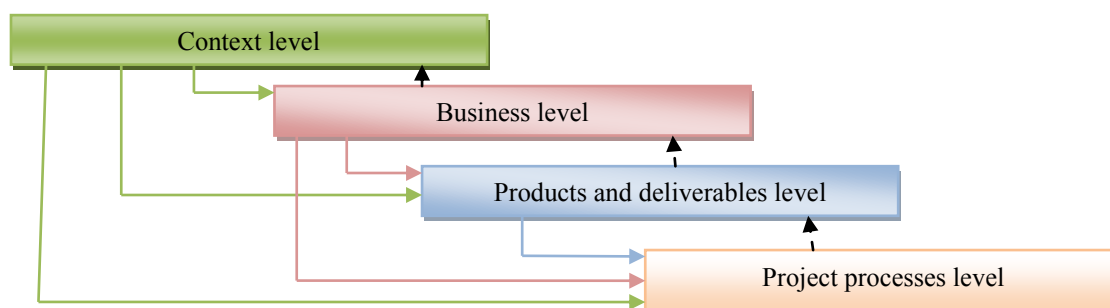 Context level
Business level
Products and deliverables level
Project processes level